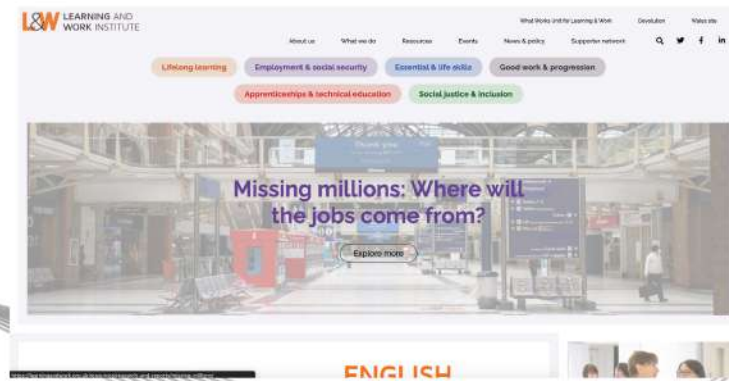 L&W LEARNING AND
WORK INSTITUTE
What Works Unit for Learning & Work Devolution Wales site
About us What we do Resources Events News & policy Supporter network
Lifelong learning Employment & social security Essential & life skills Good work & progression
Apprenticeships & technical education Social justice & inclusion
Thank you
Missing millions: Where will
the jobs come from?
Explore more
ENGLISH